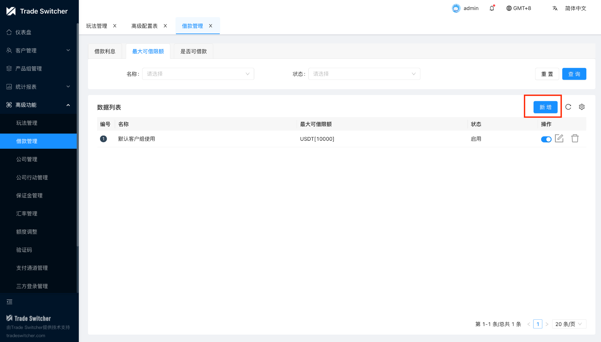 Trade Switcher
admin
GMT+8
简体中文
玩法管理 ×
高级配置表 ×
借款管理 ×
仪表盘
客户管理
产品组管理
统计报表
高级功能
玩法管理
借款管理
公司管理
公司行动管理
保证金管理
汇率管理
额度调整
验证码
支付通道管理
三方登录管理
Trade Switcher
由Trade Switcher提供技术支持
tradeswitcher.com
借款利息
最大可借限额
是否可借款
名称: 请选择
状态: 请选择
重 置
查 询
数据列表
新 增
编号 名称 最大可借限额 状态 操作
1 默认客户组使用 USDT[10000] 启用
第 1-1 条/总共 1 条
1
20 条/页